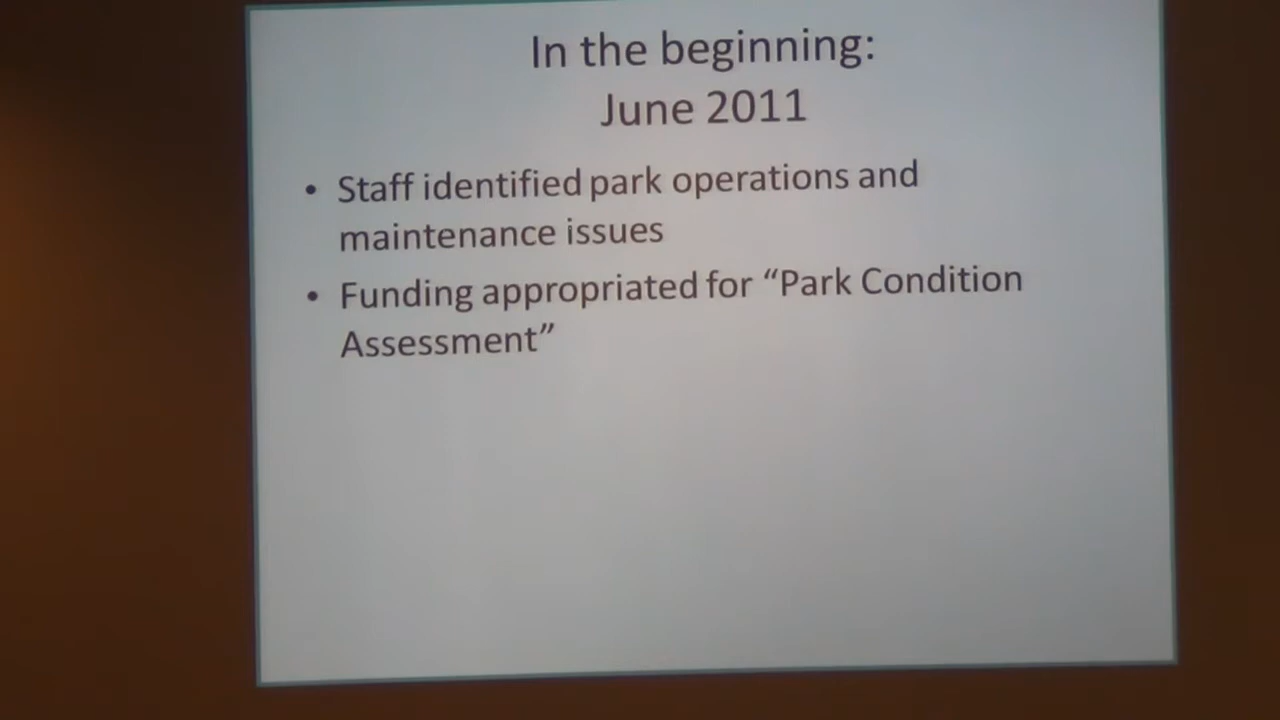 In the beginning:
June 2011
• Staff identified park operations and
maintenance issues
• Funding appropriated for “Park Condition
Assessment”